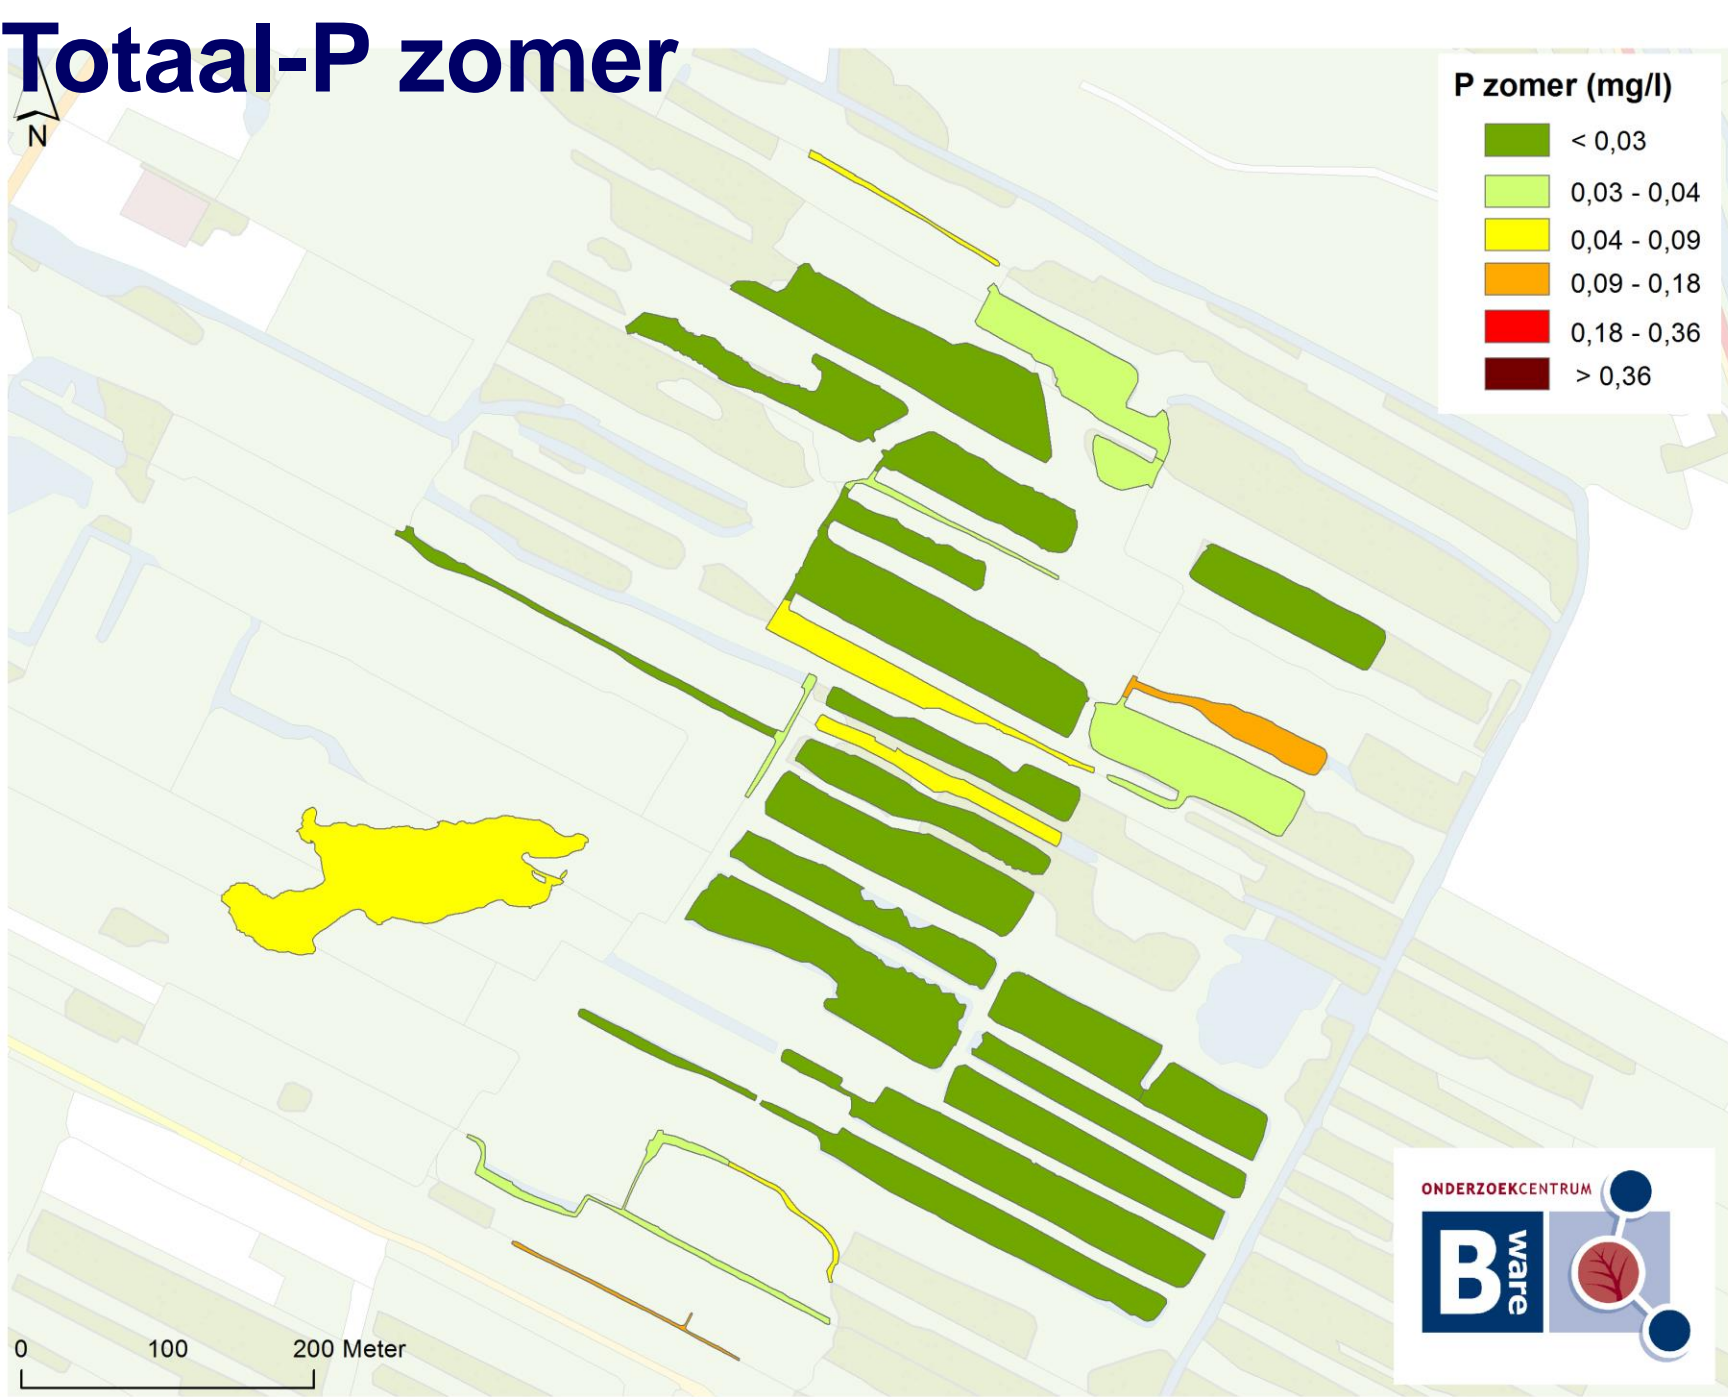 Totaal-P zomer
N
P zomer (mg/l)
< 0,03
0,03 - 0,04
0,04 - 0,09
0,09 - 0,18
0,18 - 0,36
> 0,36
ONDERZOEKCENTRUM
B ware
0 100 200 Meter